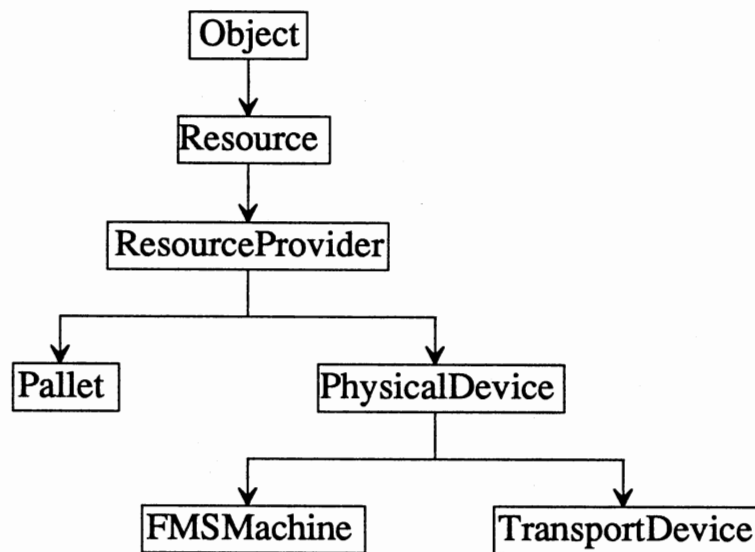 Object
Resource
ResourceProvider
Pallet
PhysicalDevice
FMSMachine
TransportDevice